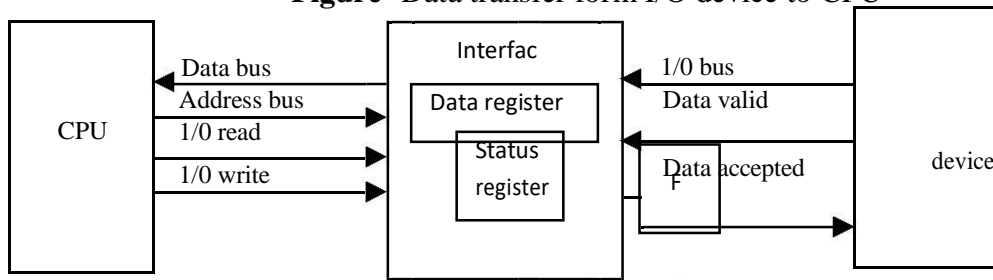 Figure Data transfer form I/O device to CPU
Interfac
Data bus
1/0 bus
Address bus
Data register
Data valid
CPU
1/0 read
Status
register
Data accepted
F
device
1/0 write